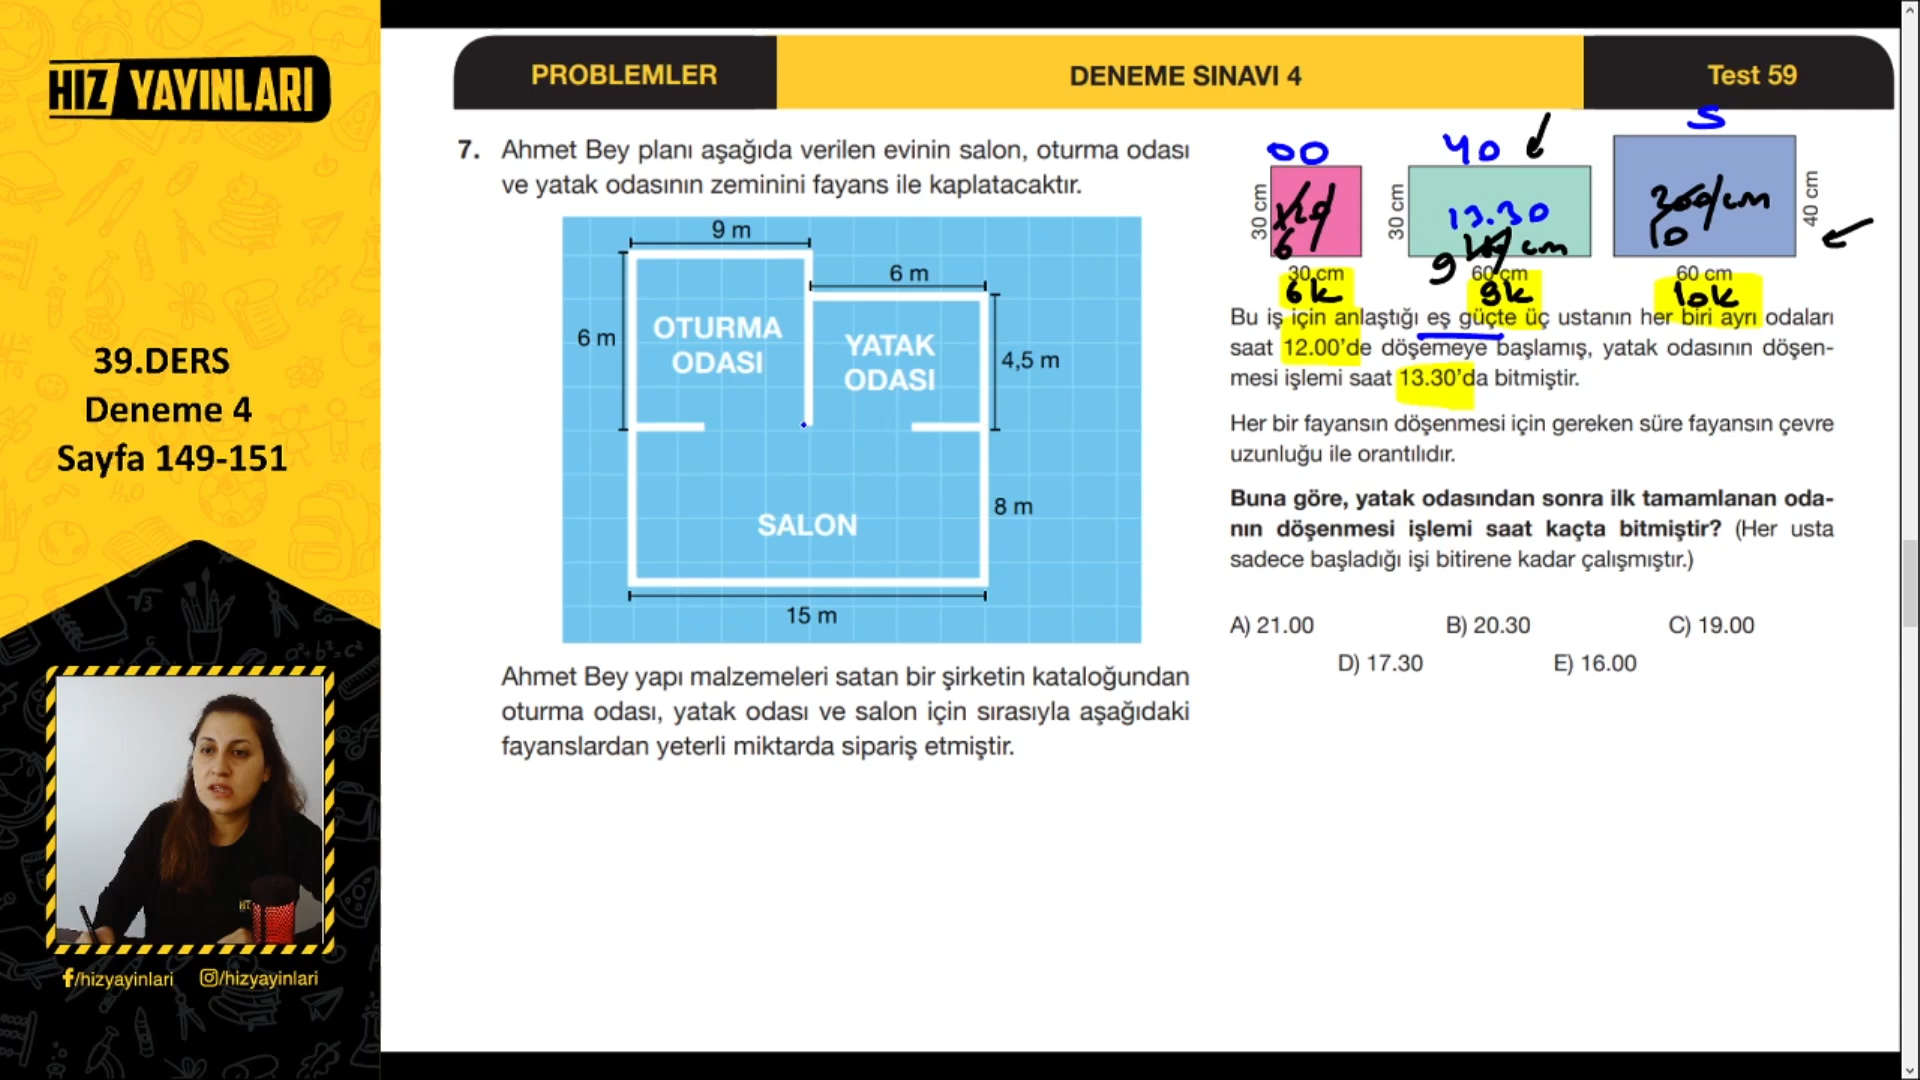 HIZ YAYINLARI
39.DERS
Deneme 4
Sayfa 149-151
/hizyayinlari /hizyayinlari
PROBLEMLER DENEME SINAVI 4 Test 59
7. Ahmet Bey planı aşağıda verilen evinin salon, oturma odası
ve yatak odasının zeminini fayans ile kaplatacaktır.
9 m
6 m
6 m
OTURMA
ODASI
YATAK
ODASI
4,5 m
SALON
8 m
15 m
Ahmet Bey yapı malzemeleri satan bir şirketin kataloğundan
oturma odası, yatak odası ve salon için sırasıyla aşağıdaki
fayanslardan yeterli miktarda sipariş etmiştir.
OO YO S
30 cm 30 cm 40 cm
13.30
6 9 cm 10
30 cm 60 cm 60 cm
6k 9k 10k
Bu iş için anlaştığı eş güçte üç ustanın her biri ayrı odaları
saat 12.00'de döşemeye başlamış, yatak odasının döşen-
mesi işlemi saat 13.30'da bitmiştir.
Her bir fayansın döşenmesi için gereken süre fayansın çevre
uzunluğu ile orantılıdır.
Buna göre, yatak odasından sonra ilk tamamlanan oda-
nın döşenmesi işlemi saat kaçta bitmiştir? (Her usta
sadece başladığı işi bitirene kadar çalışmıştır.)
A) 21.00 B) 20.30 C) 19.00
D) 17.30 E) 16.00